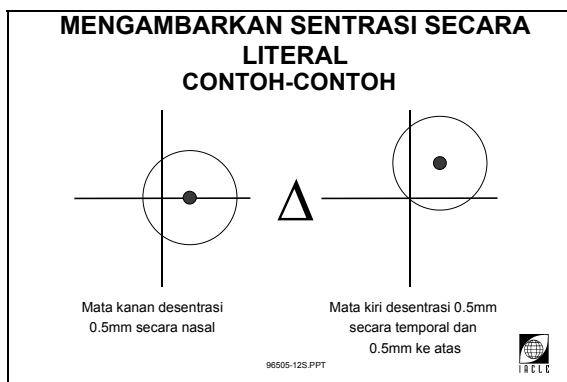 MENGAMBARKAN SENTRASI SECARA
LITERAL
CONTOH-CONTOH
Δ
Mata kanan desentrasi
0.5mm secara nasal
Mata kiri desentrasi 0.5mm
secara temporal dan
0.5mm ke atas
96505-12S.PPT
IACLE